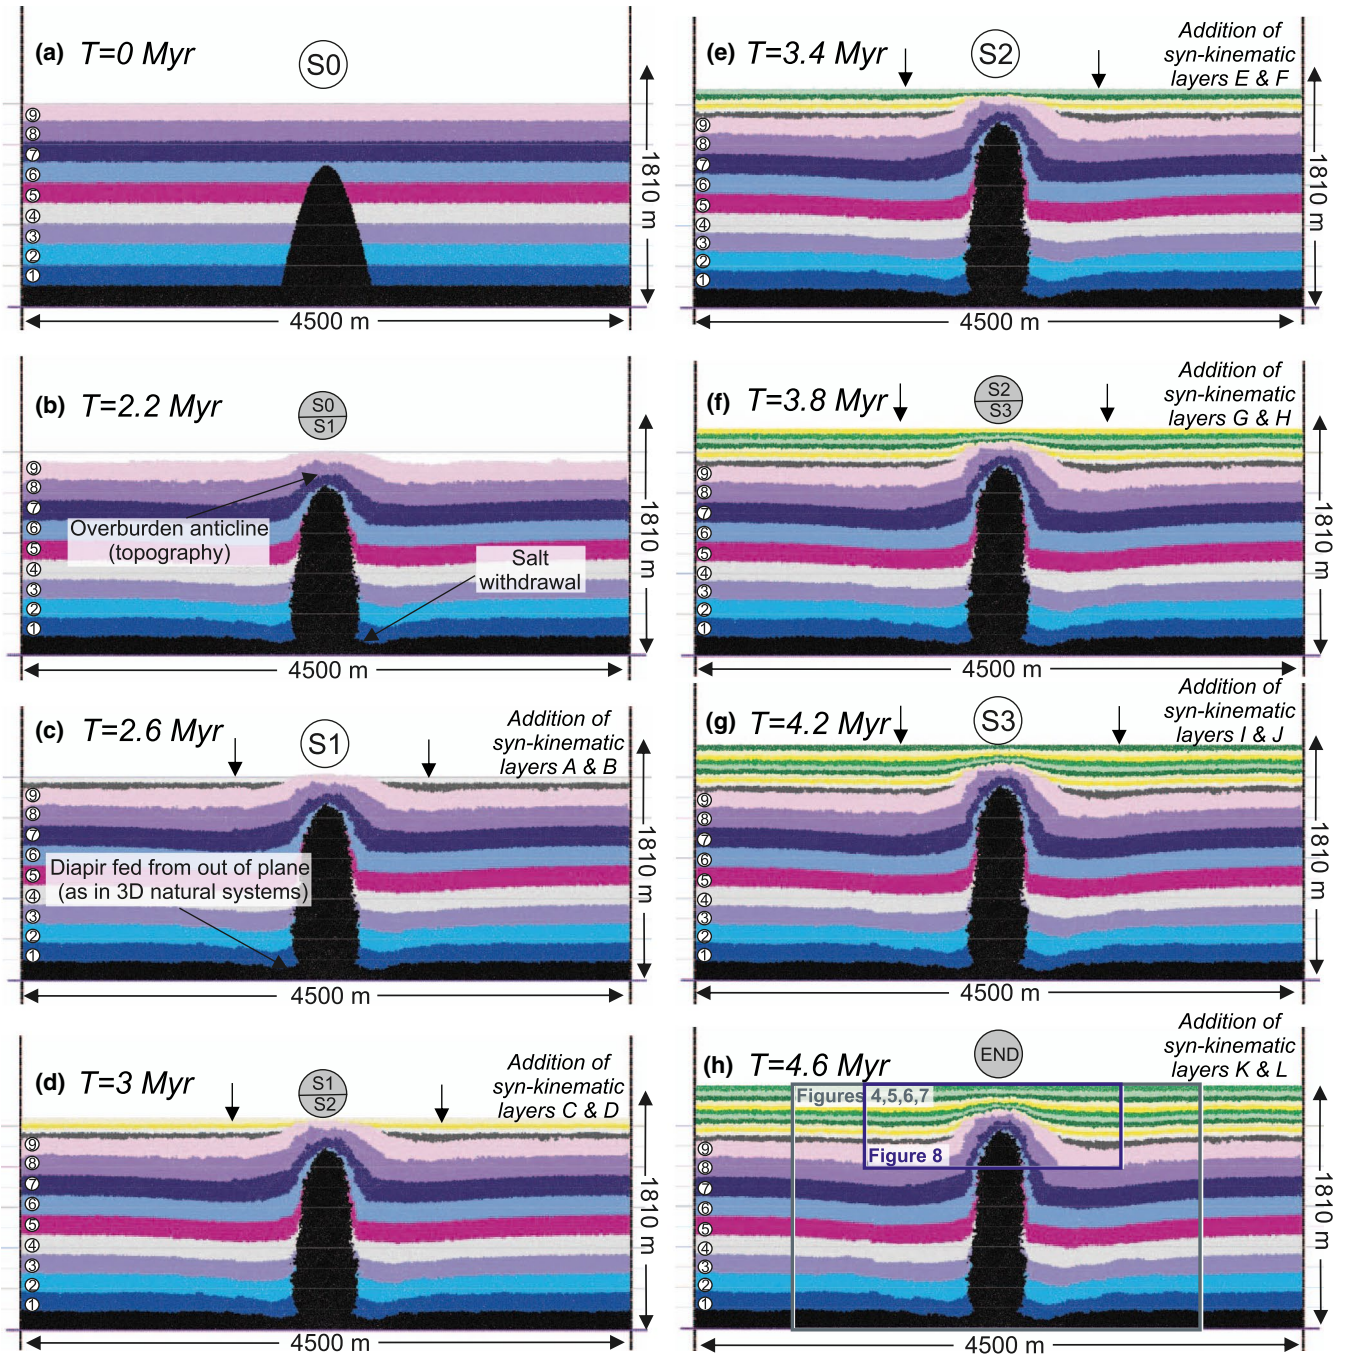 (a) T=0 Myr
S0
9
8
7
6
5
4
3
2
1
1810 m
4500 m
(b) T=2.2 Myr
S0
S1
9
8
7
6
5
4
3
2
1
Overburden anticline
(topography)
Salt
withdrawal
1810 m
4500 m
(c) T=2.6 Myr
S1
Addition of
syn-kinematic
layers A & B
9
8
7
6
5
4
3
2
1
Diapir fed from out of plane
(as in 3D natural systems)
1810 m
4500 m
(d) T=3 Myr
S1
S2
Addition of
syn-kinematic
layers C & D
9
8
7
6
5
4
3
2
1
1810 m
4500 m
(e) T=3.4 Myr
S2
Addition of
syn-kinematic
layers E & F
9
8
7
6
5
4
3
2
1
1810 m
4500 m
(f) T=3.8 Myr
S2
S3
Addition of
syn-kinematic
layers G & H
9
8
7
6
5
4
3
2
1
1810 m
4500 m
(g) T=4.2 Myr
S3
Addition of
syn-kinematic
layers I & J
9
8
7
6
5
4
3
2
1
1810 m
4500 m
(h) T=4.6 Myr
END
Addition of
syn-kinematic
layers K & L
Figures 4,5,6,7
Figure 8
9
8
7
6
5
4
3
2
1
1810 m
4500 m